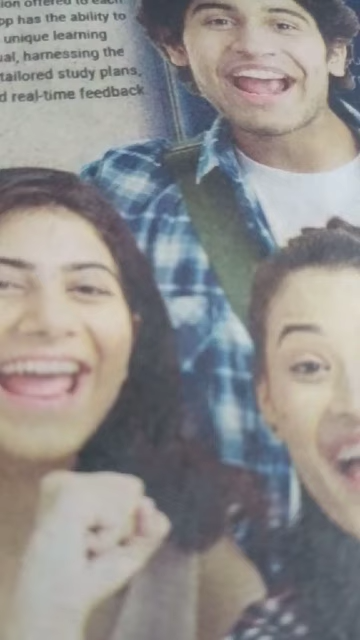 ion offered to each
pp has the ability to
unique learning
al, harnessing the
tailored study plans,
d real-time feedback